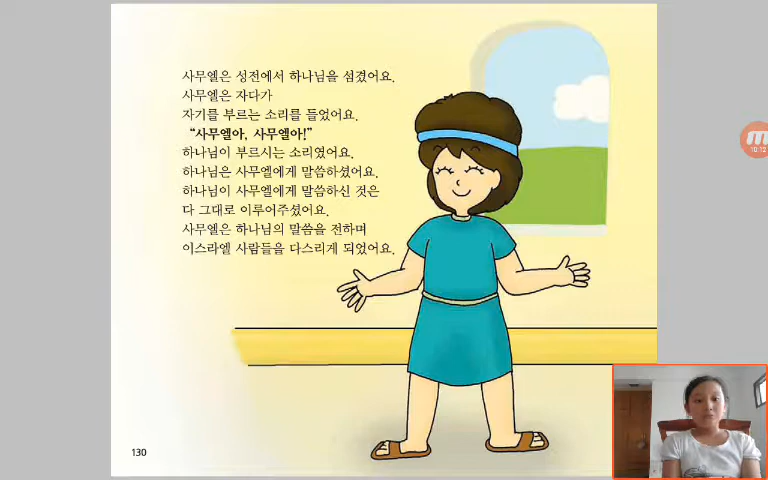 사무엘은 성전에서 하나님을 섬겼어요.
사무엘은 자다가
자기를 부르는 소리를 들었어요.
“사무엘아, 사무엘아!”
하나님이 부르시는 소리였어요.
하나님은 사무엘에게 말씀하셨어요.
하나님이 사무엘에게 말씀하신 것은
다 그대로 이루어주셨어요.
사무엘은 하나님의 말씀을 전하며
이스라엘 사람들을 다스리게 되었어요.
130
M
10:12